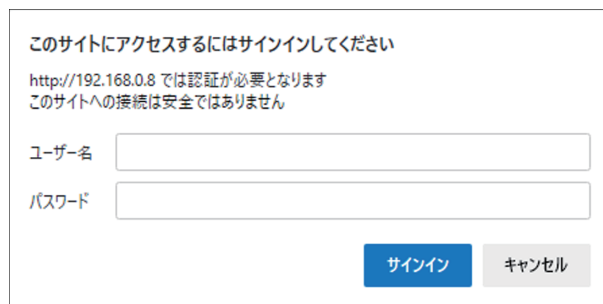 このサイトにアクセスするにはサインインしてください
http://192.168.0.8 では認証が必要となります
このサイトへの接続は安全ではありません
ユーザー名
パスワード
サインイン キャンセル